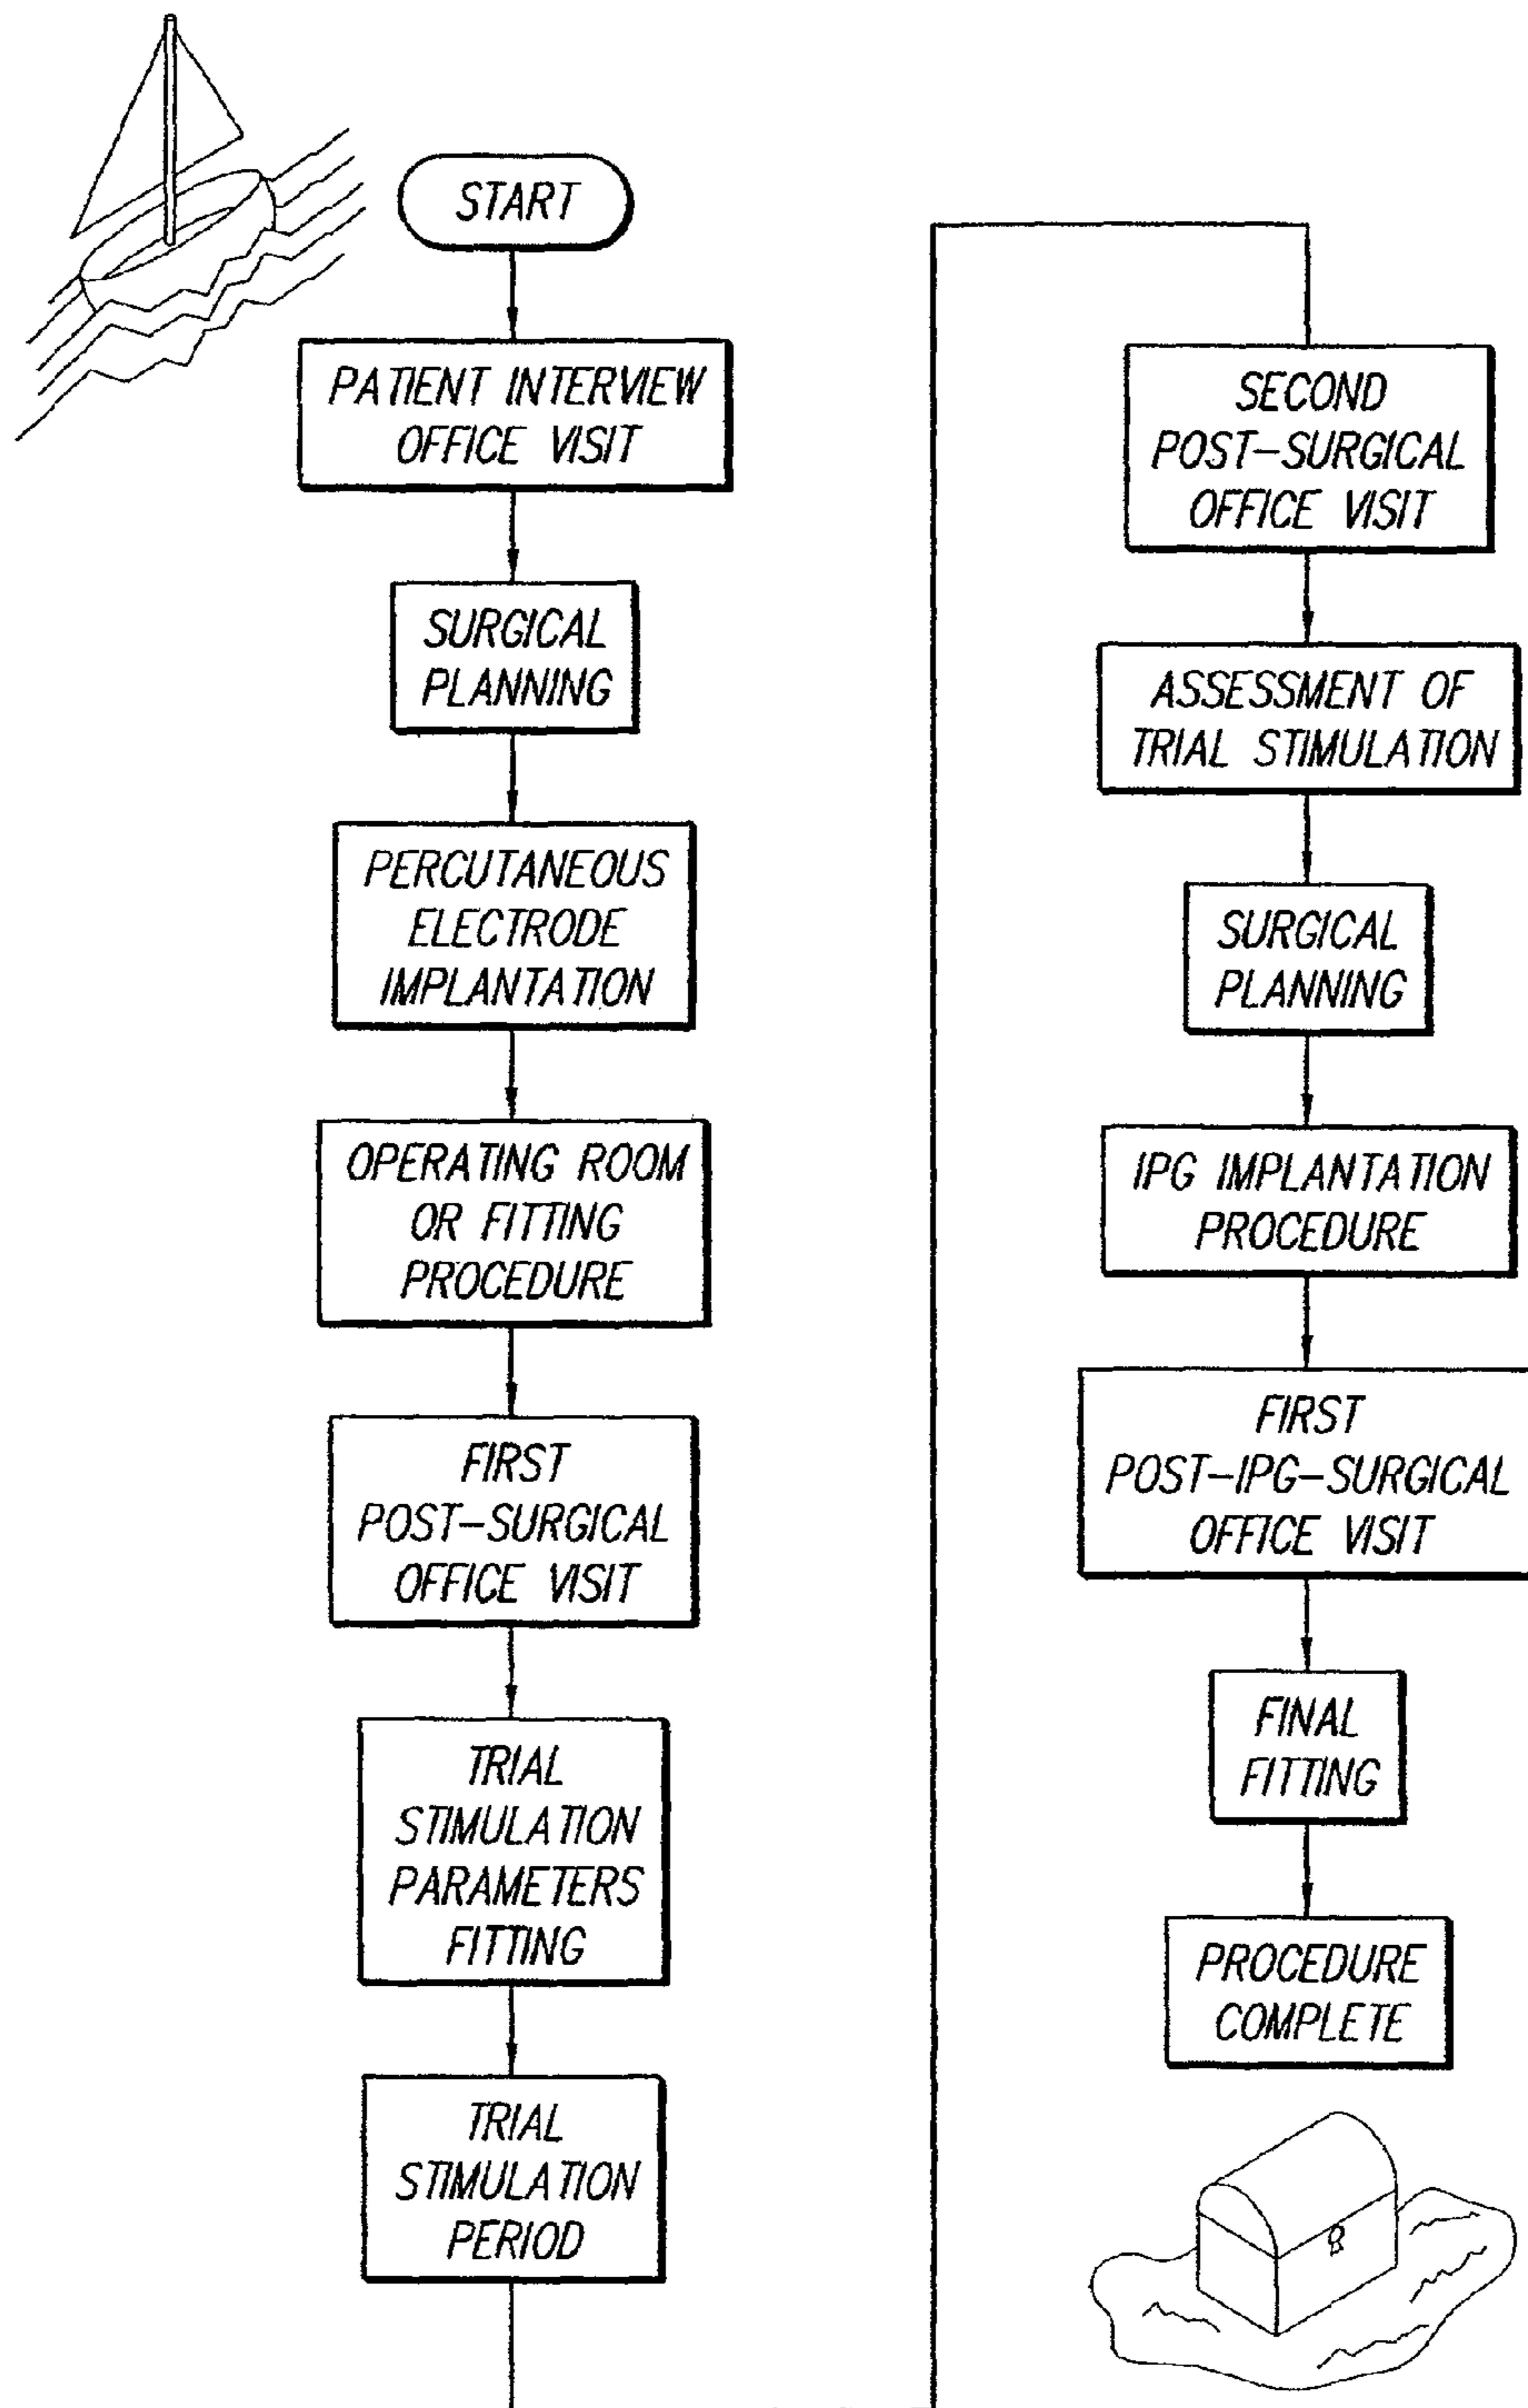 START
PATIENT INTERVIEW
OFFICE VISIT
SURGICAL
PLANNING
PERCUTANEOUS
ELECTRODE
IMPLANTATION
OPERATING ROOM
OR FITTING
PROCEDURE
FIRST
POST-SURGICAL
OFFICE VISIT
TRIAL
STIMULATION
PARAMETERS
FITTING
TRIAL
STIMULATION
PERIOD
SECOND
POST-SURGICAL
OFFICE VISIT
ASSESSMENT OF
TRIAL STIMULATION
SURGICAL
PLANNING
IPG IMPLANTATION
PROCEDURE
FIRST
POST-IPG-SURGICAL
OFFICE VISIT
FINAL
FITTING
PROCEDURE
COMPLETE